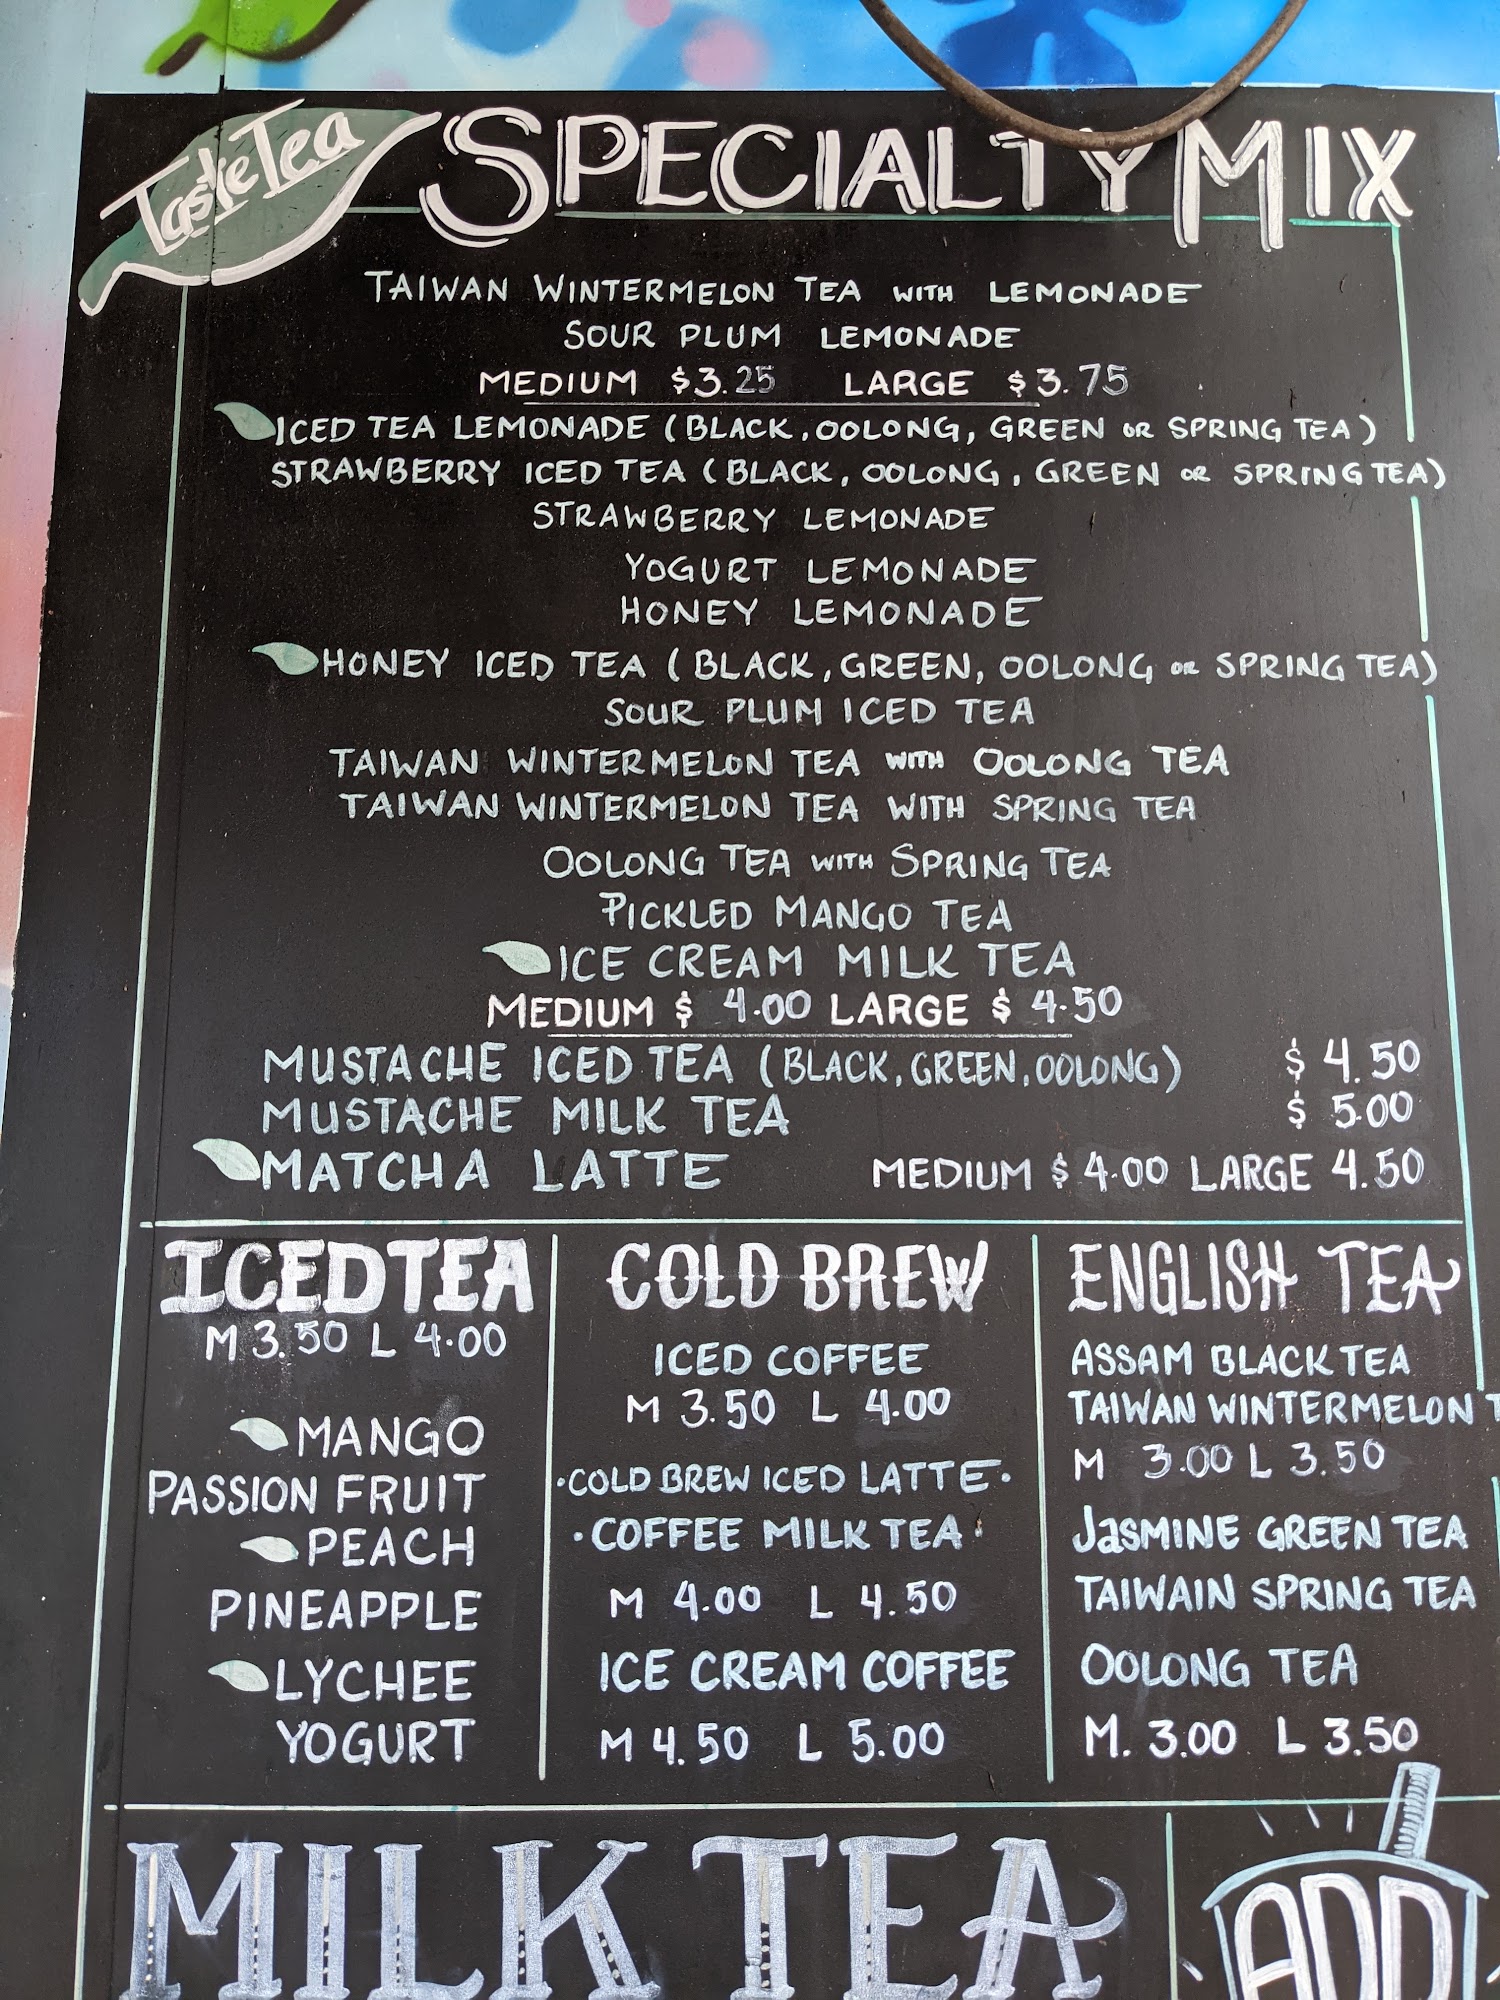 Taste Tea
SPECIALTY MIX
TAIWAN WINTERMELON TEA WITH LEMONADE
SOUR PLUM LEMONADE
MEDIUM $3.25 LARGE $3.75
ICED TEA LEMONADE (BLACK, OOLONG, GREEN OR SPRING TEA)
STRAWBERRY ICED TEA (BLACK, OOLONG, GREEN OR SPRING TEA)
STRAWBERRY LEMONADE
YOGURT LEMONADE
HONEY LEMONADE
HONEY ICED TEA (BLACK, GREEN, OOLONG OR SPRING TEA)
SOUR PLUM ICED TEA
TAIWAN WINTERMELON TEA WITH OOLONG TEA
TAIWAN WINTERMELON TEA WITH SPRING TEA
OOLONG TEA WITH SPRING TEA
PICKLED MANGO TEA
ICE CREAM MILK TEA
MEDIUM $ 4.00 LARGE $ 4.50
MUSTACHE ICED TEA (BLACK, GREEN, OOLONG) $ 4.50
MUSTACHE MILK TEA $ 5.00
MATCHA LATTE MEDIUM $4.00 LARGE 4.50
ICED TEA
M 3.50 L 4.00
MANGO
PASSION FRUIT
PEACH
PINEAPPLE
LYCHEE
YOGURT
COLD BREW
ICED COFFEE
M 3.50 L 4.00
·COLD BREW ICED LATTE·
·COFFEE MILK TEA·
M 4.00 L 4.50
ICE CREAM COFFEE
M 4.50 L 5.00
ENGLISH TEA
ASSAM BLACK TEA
TAIWAN WINTERMELON T
M 3.00 L 3.50
JaSMINE GREEN TEA
TAIWAIN SPRING TEA
OOLONG TEA
M. 3.00 L 3.50
MILK TEA
ADD